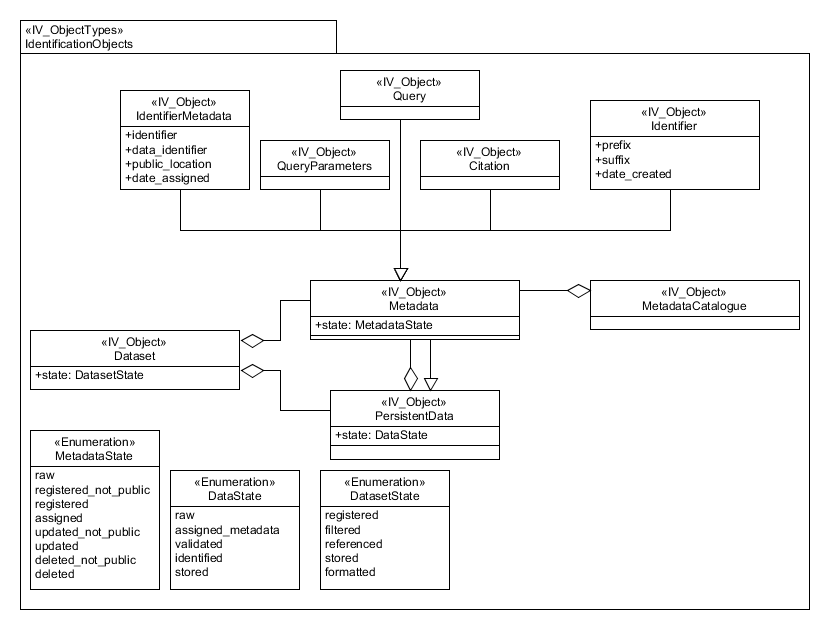 «IV_ObjectTypes»
IdentificationObjects
«IV_Object»
Query
«IV_Object»
IdentifierMetadata
+identifier
+data_identifier
+public_location
+date_assigned
«IV_Object»
QueryParameters
«IV_Object»
Citation
«IV_Object»
Identifier
+prefix
+suffix
+date_created
«IV_Object»
Metadata
+state: MetadataState
«IV_Object»
MetadataCatalogue
«IV_Object»
Dataset
+state: DatasetState
«IV_Object»
PersistentData
+state: DataState
«Enumeration»
MetadataState
raw
registered_not_public
registered
assigned
updated_not_public
updated
deleted_not_public
deleted
«Enumeration»
DataState
raw
assigned_metadata
validated
identified
stored
«Enumeration»
DatasetState
registered
filtered
referenced
stored
formatted